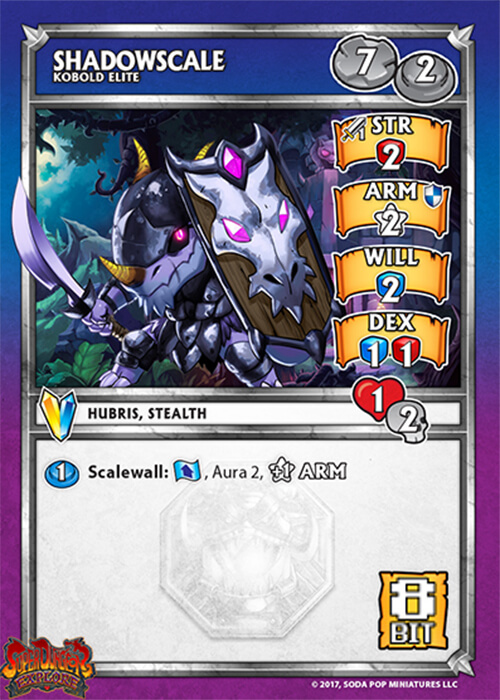 SHADOWSCALE
KOBOLD ELITE
7 2
STR
2
ARM
2
WILL
2
DEX
1 1
1
2
HUBRIS, STEALTH
1 Scalewall: , Aura 2, ARM
8
BIT
SUPER DUNGEON
EXPLORE
© 2017, SODA POP MINIATURES LLC